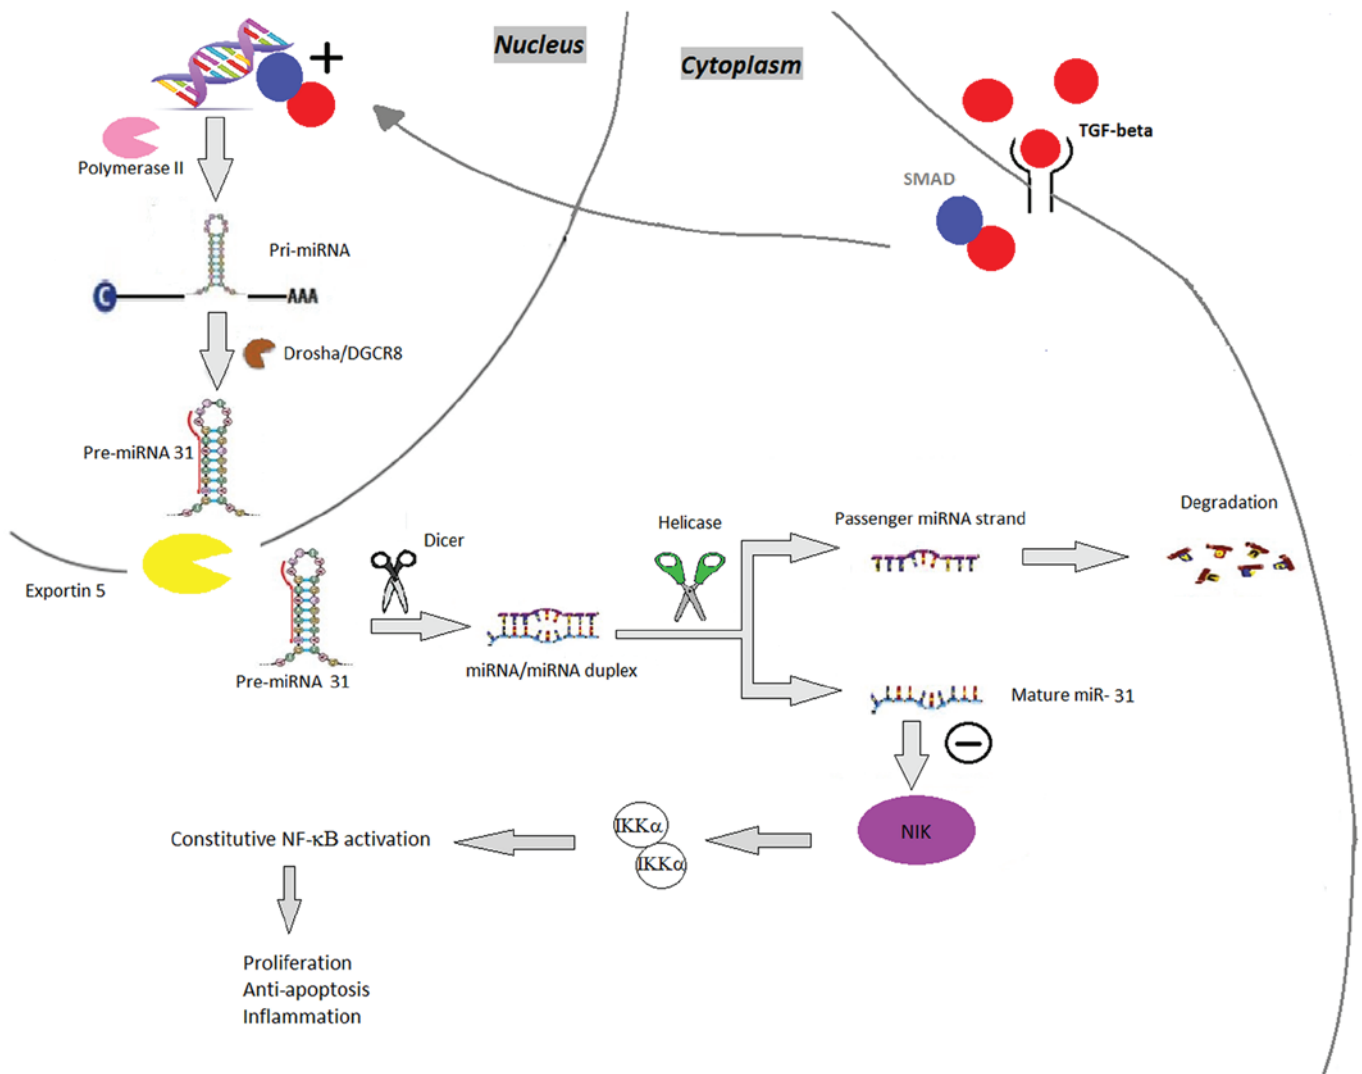 Nucleus
Cytoplasm
+
TGF-beta
SMAD
Polymerase II
Pri-miRNA
C
AAA
Drosha/DGCR8
Pre-miRNA 31
Exportin 5
Pre-miRNA 31
Dicer
miRNA/miRNA duplex
Helicase
Passenger miRNA strand
Degradation
Mature miR- 31
−
NIK
IKKα
IKKα
Constitutive NF-κB activation
Proliferation
Anti-apoptosis
Inflammation